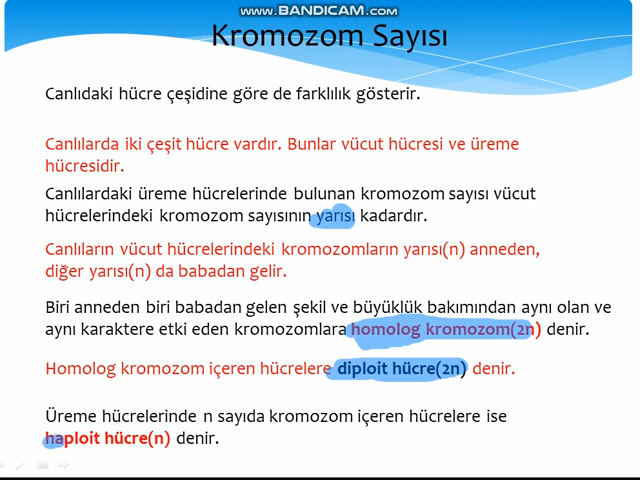 www.BANDICAM.com
Kromozom Sayısı
Canlıdaki hücre çeşidine göre de farklılık gösterir.
Canlılarda iki çeşit hücre vardır. Bunlar vücut hücresi ve üreme
hücresidir.
Canlılardaki üreme hücrelerinde bulunan kromozom sayısı vücut
hücrelerindeki kromozom sayısının yarısı kadardır.
Canlıların vücut hücrelerindeki kromozomların yarısı(n) anneden,
diğer yarısı(n) da babadan gelir.
Biri anneden biri babadan gelen şekil ve büyüklük bakımından aynı olan ve
aynı karaktere etki eden kromozomlara homolog kromozom(2n) denir.
Homolog kromozom içeren hücrelere diploit hücre(2n) denir.
Üreme hücrelerinde n sayıda kromozom içeren hücrelere ise
haploit hücre(n) denir.